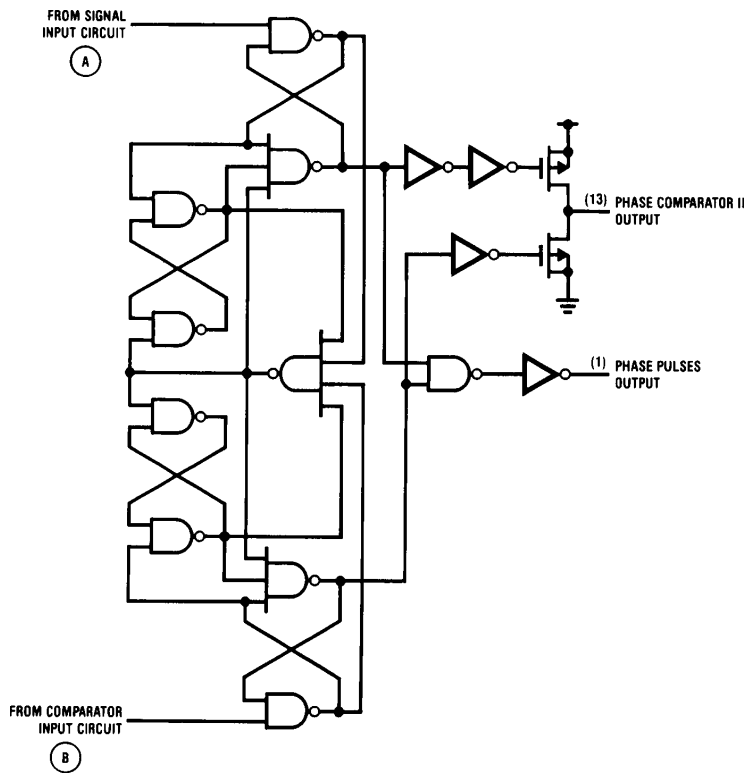 FROM SIGNAL
INPUT CIRCUIT
A
(13) PHASE COMPARATOR II
OUTPUT
(1) PHASE PULSES
OUTPUT
FROM COMPARATOR
INPUT CIRCUIT
B